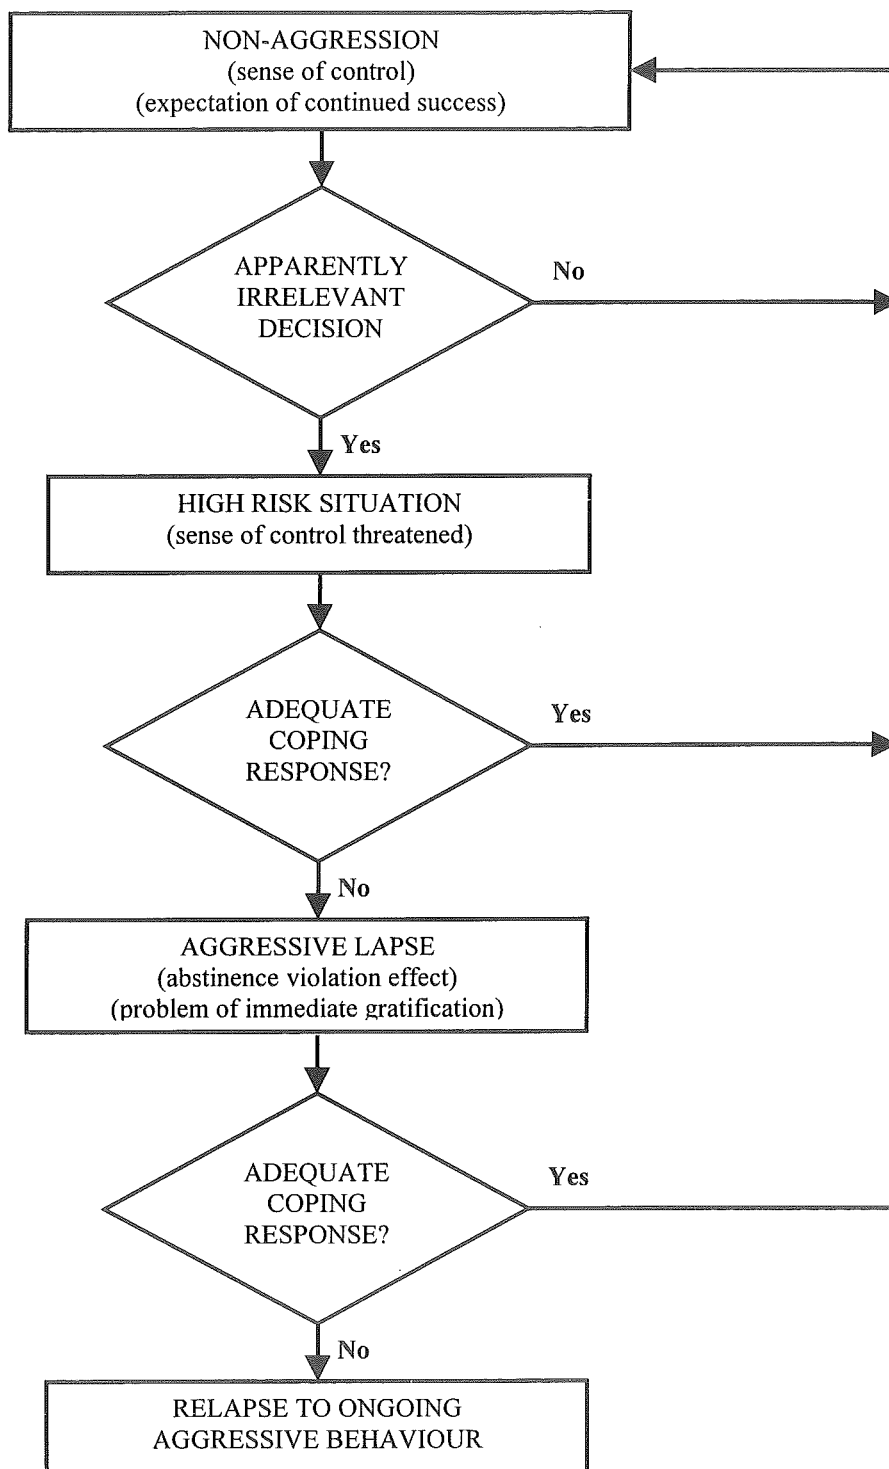 NON-AGGRESSION
(sense of control)
(expectation of continued success)
APPARENTLY
IRRELEVANT
DECISION
No
Yes
HIGH RISK SITUATION
(sense of control threatened)
ADEQUATE
COPING
RESPONSE?
Yes
No
AGGRESSIVE LAPSE
(abstinence violation effect)
(problem of immediate gratification)
ADEQUATE
COPING
RESPONSE?
Yes
No
RELAPSE TO ONGOING
AGGRESSIVE BEHAVIOUR